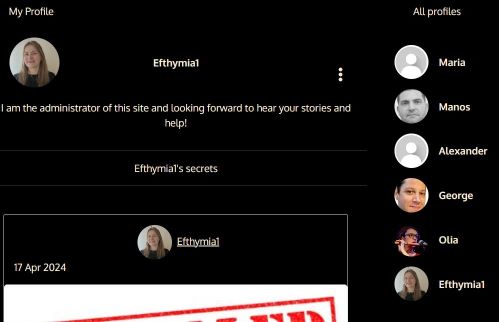 My Profile
Efthymia1
I am the administrator of this site and looking forward to hear your stories and
help!
Efthymia1's secrets
Efthymia1
17 Apr 2024
All profiles
Maria
Manos
Alexander
George
Olia
Efthymia1